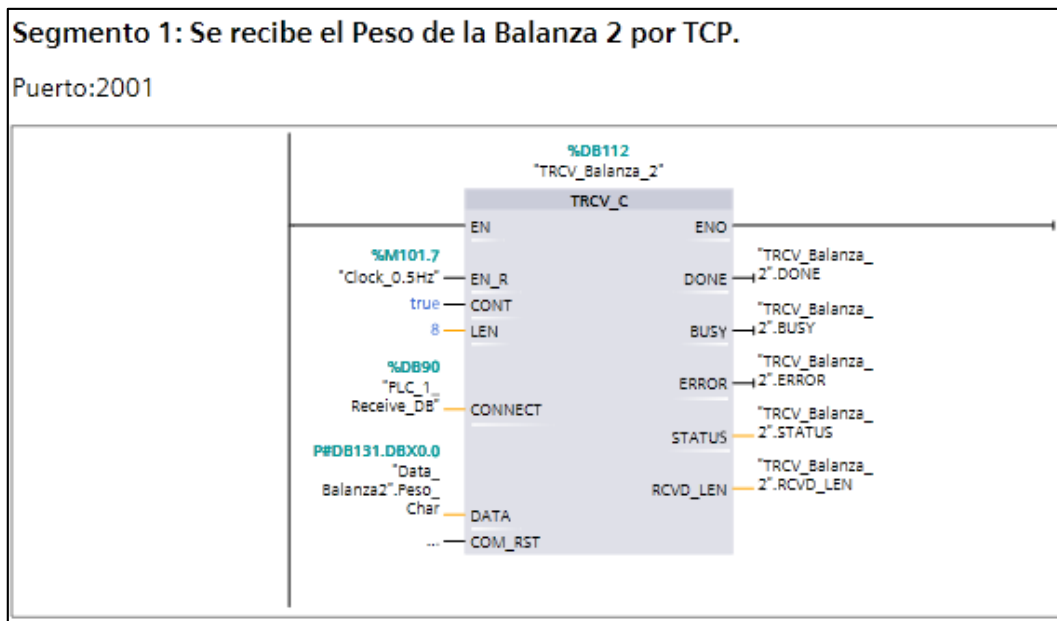 Segmento 1: Se recibe el Peso de la Balanza 2 por TCP.
Puerto:2001
%DB112
"TRCV_Balanza_2"
TRCV_C
EN
ENO
%M101.7
"Clock_0.5Hz"
EN_R
DONE
"TRCV_Balanza_
2".DONE
true
CONT
8
LEN
BUSY
"TRCV_Balanza_
2".BUSY
%DB90
"PLC_1_
Receive_DB"
CONNECT
ERROR
"TRCV_Balanza_
2".ERROR
STATUS
"TRCV_Balanza_
2".STATUS
P#DB131.DBX0.0
"Data_
Balanza2".Peso_
Char
DATA
RCVD_LEN
"TRCV_Balanza_
2".RCVD_LEN
...
COM_RST